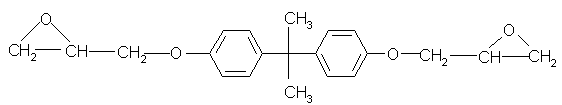 CH₃
O O
CH₂ CH CH₂ O O CH₂ CH CH₂
CH₃